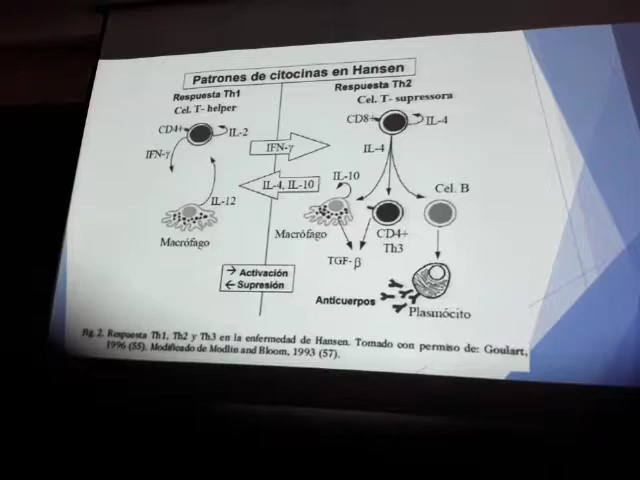 Patrones de citocinas en Hansen
Respuesta Th1
Cel. T- helper
CD4+
IL-2
IFN-γ
IL-12
Macrófago
IFN-γ
IL-4, IL-10
→ Activación
← Supresión
Respuesta Th2
Cel. T- supressora
CD8+
IL-4
IL-4
IL-10
Cel. B
Macrófago
CD4+
Th3
TGF-β
Anticuerpos
Plasmócito
Fig. 2. Respuesta Th1, Th2 y Th3 en la enfermedad de Hansen. Tomado con permiso de: Goulart,
1996 (55). Modificado de Modlin and Bloom, 1993 (57).